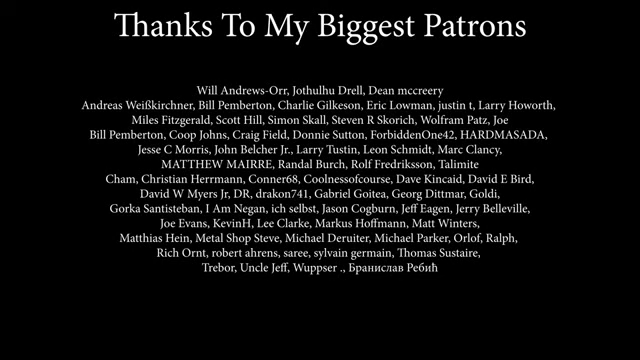 Thanks To My Biggest Patrons
Will Andrews-Orr, Jothulhu Drell, Dean mccreery
Andreas Weißkirchner, Bill Pemberton, Charlie Gilkeson, Eric Lowman, justin t, Larry Howorth,
Miles Fitzgerald, Scott Hill, Simon Skall, Steven R Skorich, Wolfram Patz, Joe
Bill Pemberton, Coop Johns, Craig Field, Donnie Sutton, ForbiddenOne42, HARDMASADA,
Jesse C Morris, John Belcher Jr., Larry Tustin, Leon Schmidt, Marc Clancy,
MATTHEW MAIRRE, Randal Burch, Rolf Fredriksson, Talimite
Cham, Christian Herrmann, Conner68, Coolnessofcourse, Dave Kincaid, David E Bird,
David W Myers Jr, DR, drakon741, Gabriel Goitea, Georg Dittmar, Goldi,
Gorka Santisteban, I Am Negan, ich selbst, Jason Cogburn, Jeff Eagen, Jerry Belleville,
Joe Evans, KevinH, Lee Clarke, Markus Hoffmann, Matt Winters,
Matthias Hein, Metal Shop Steve, Michael Deruiter, Michael Parker, Orlof, Ralph,
Rich Ornt, robert ahrens, saree, sylvain germain, Thomas Sustaire,
Trebor, Uncle Jeff, Wuppser ., Бранислав Ребић